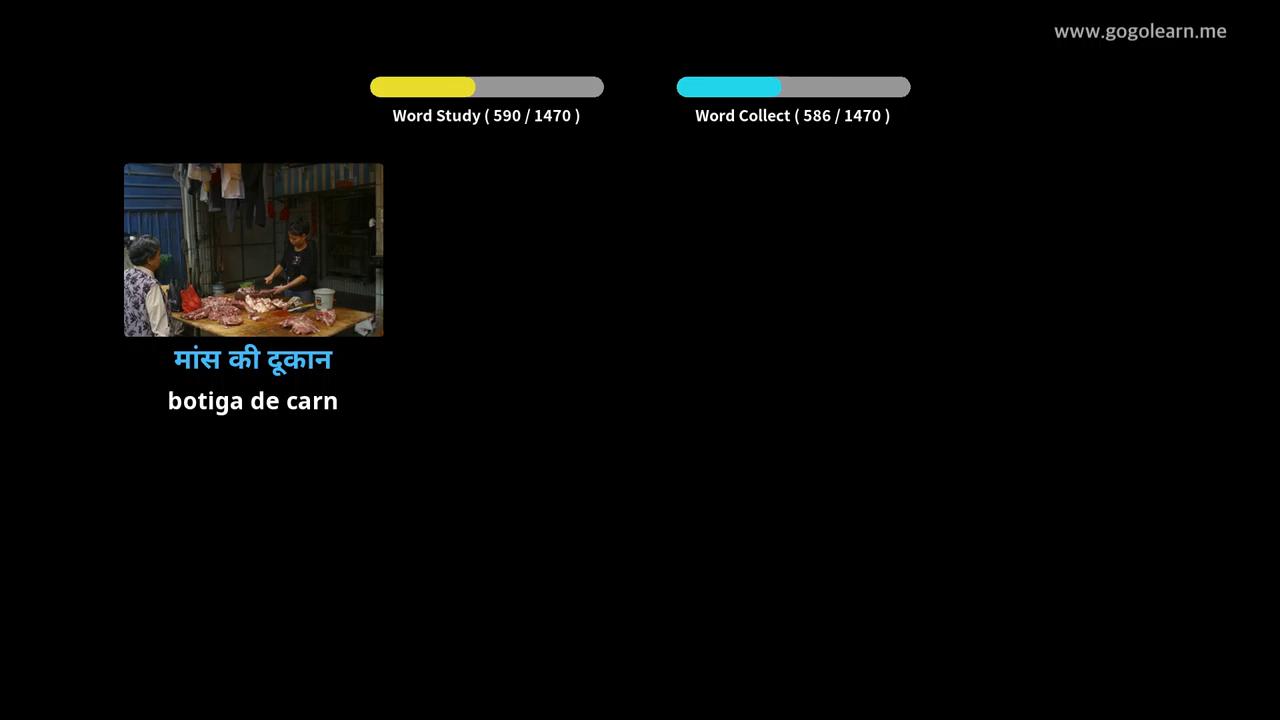 www.gogolearn.me
Word Study ( 590 / 1470 )
Word Collect ( 586 / 1470 )
मांस की दूकान
botiga de carn